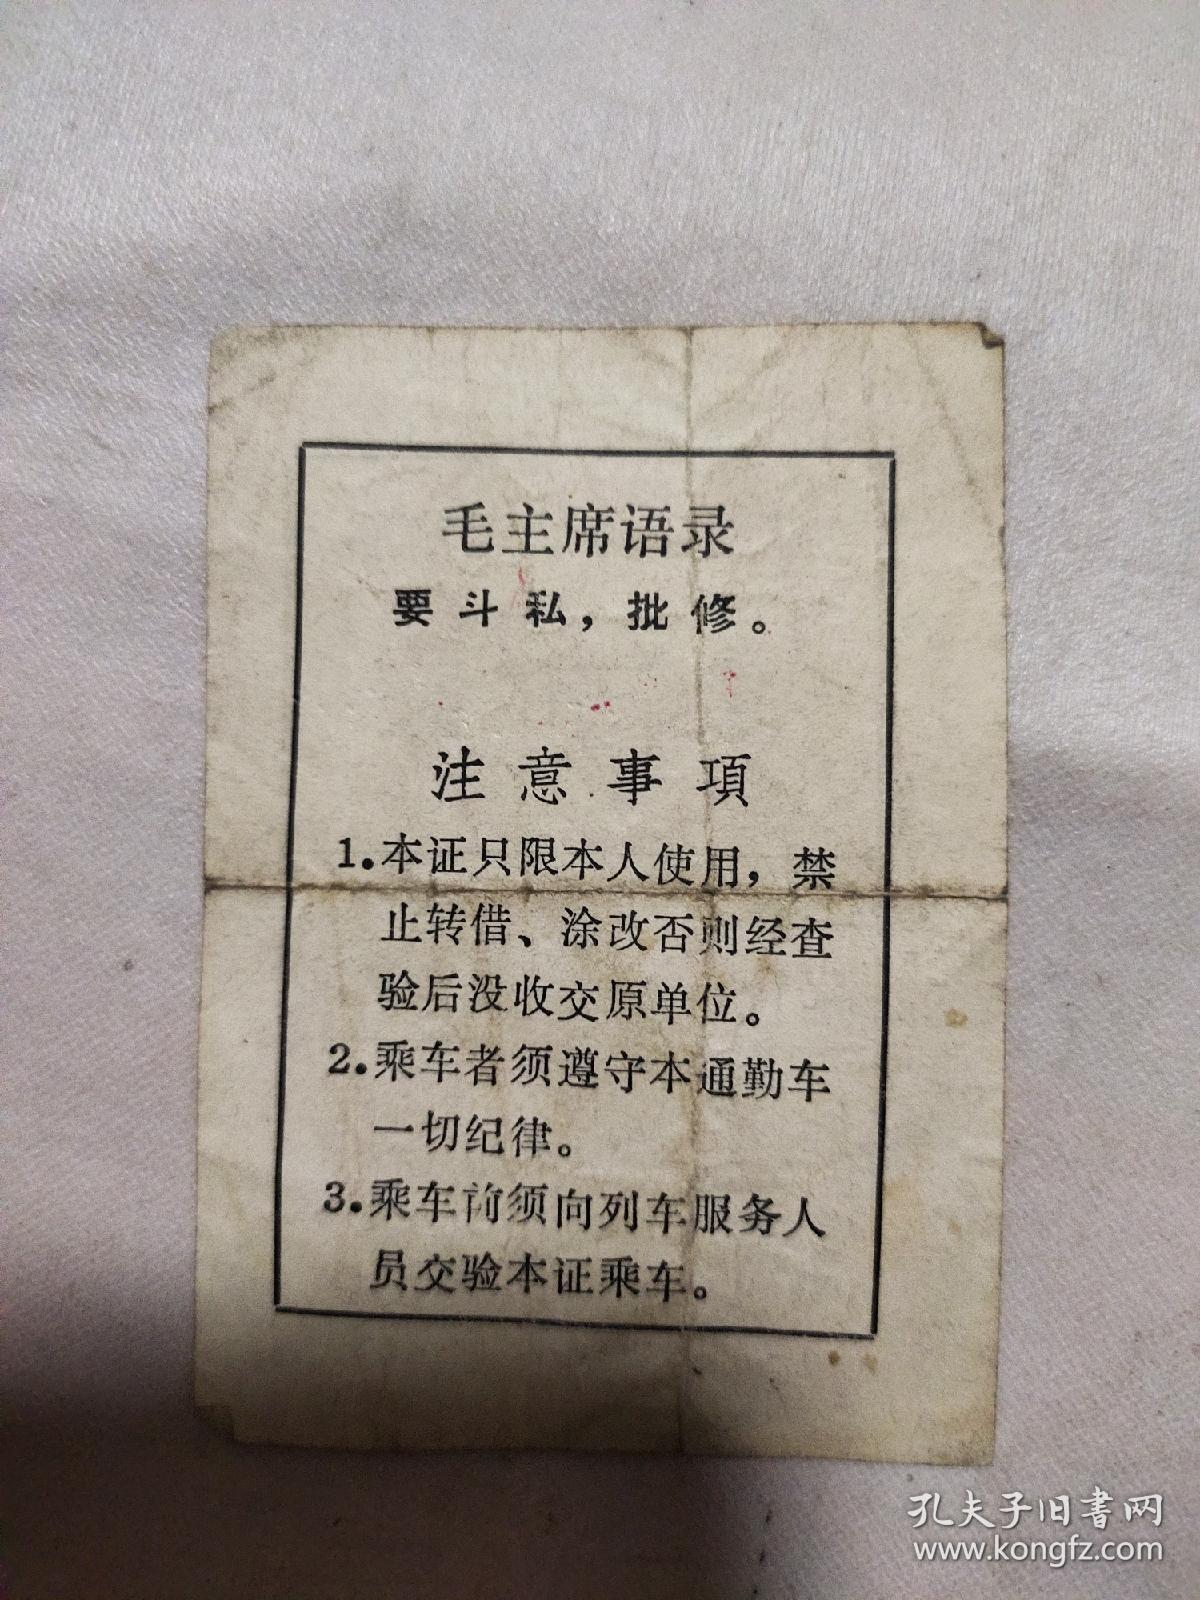 毛主席语录
要斗私，批修。
注意事項
1.本证只限本人使用，禁
止转借、涂改否则经查
验后没收交原单位。
2.乘车者须遵守本通勤车
一切纪律。
3.乘车前须向列车服务人
员交验本证乘车。
孔夫子旧書网
www.kongfz.com